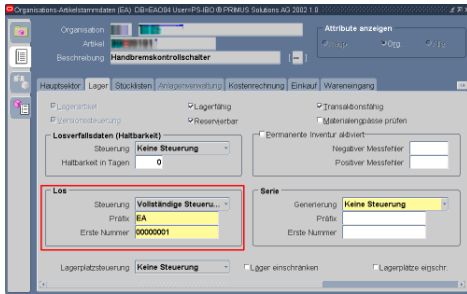 Organisations-Artikelstammdaten (EA) DB=EAO84 User=PS-IBO @ PRIMUS Solutions AG 2002 1.0
Organisation
Attribute anzeigen
Artikel
Org
Beschreibung Handbremskontrollschalter
Hauptsektor Lager Stücklisten Anlagenverwaltung Kostenrechnung Einkauf Wareneingang
Lagerartikel Lagerfähig Transaktionsfähig
Versionssteuerung Reservierbar Materialengpässe prüfen
Losverfallsdaten (Haltbarkeit) Permanente Inventur aktiviert
Steuerung Keine Steuerung Negativer Messfehler
Haltbarkeit in Tagen 0 Positiver Messfehler
Los Serie
Steuerung Vollständige Steueru... Generierung Keine Steuerung
Präfix EA Präfix
Erste Nummer 00000001 Erste Nummer
Lagerplatzsteuerung Keine Steuerung Lager einschränken Lagerplätze einschr.